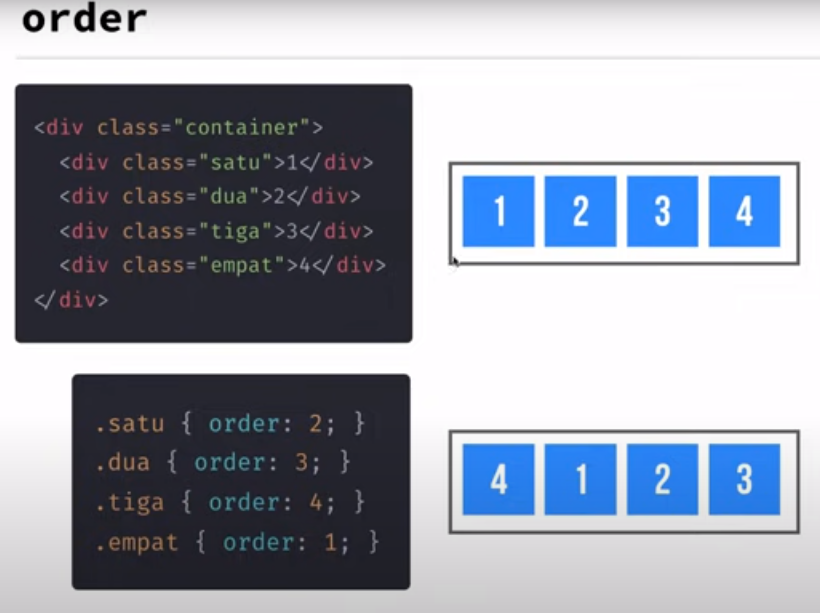 order
<div class="container">
<div class="satu">1</div>
<div class="dua">2</div>
<div class="tiga">3</div>
<div class="empat">4</div>
</div>
1 2 3 4
.satu { order: 2; }
.dua { order: 3; }
.tiga { order: 4; }
.empat { order: 1; }
4 1 2 3